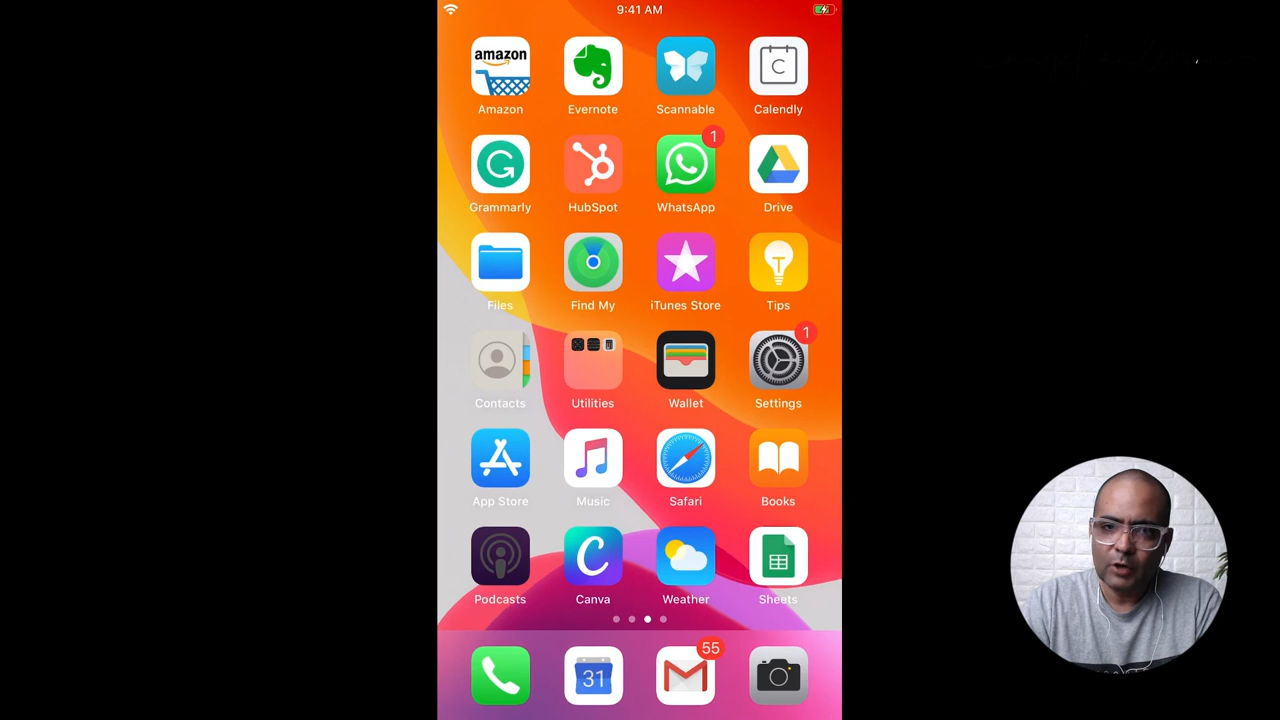 9:41 AM
amazon
Amazon Evernote Scannable Calendly
C
1
Grammarly HubSpot WhatsApp Drive
Files Find My iTunes Store Tips
1
Contacts Utilities Wallet Settings
App Store Music Safari Books
Podcasts Canva Weather Sheets
31
55